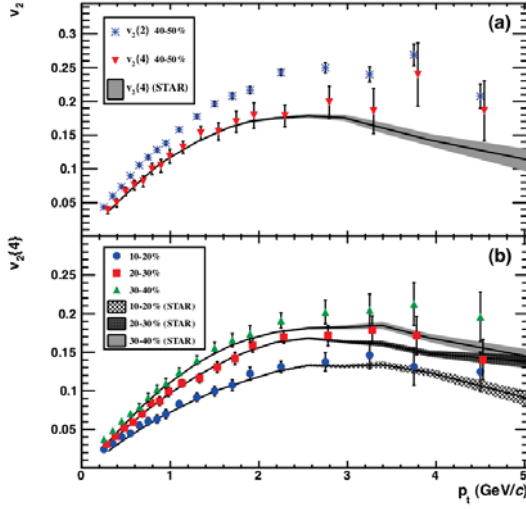 (a)
v₂
v₂{2} 40-50%
v₂{4} 40-50%
v₂{4} (STAR)
0.25
0.2
0.15
0.1
0.05
(b)
v₂{4}
10-20%
20-30%
30-40%
10-20% (STAR)
20-30% (STAR)
30-40% (STAR)
0.25
0.2
0.15
0.1
0.05
0 1 2 3 4 5
pₜ (GeV/c)